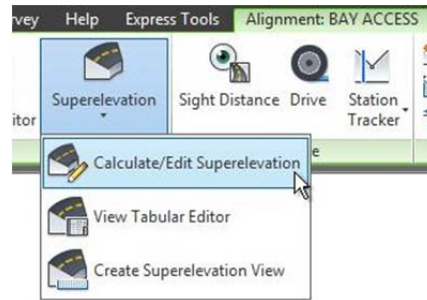 vey Help Express Tools Alignment: BAY ACCESS
Superelevation Sight Distance Drive Station
Tracker
itor
Calculate/Edit Superelevation
View Tabular Editor
Create Superelevation View